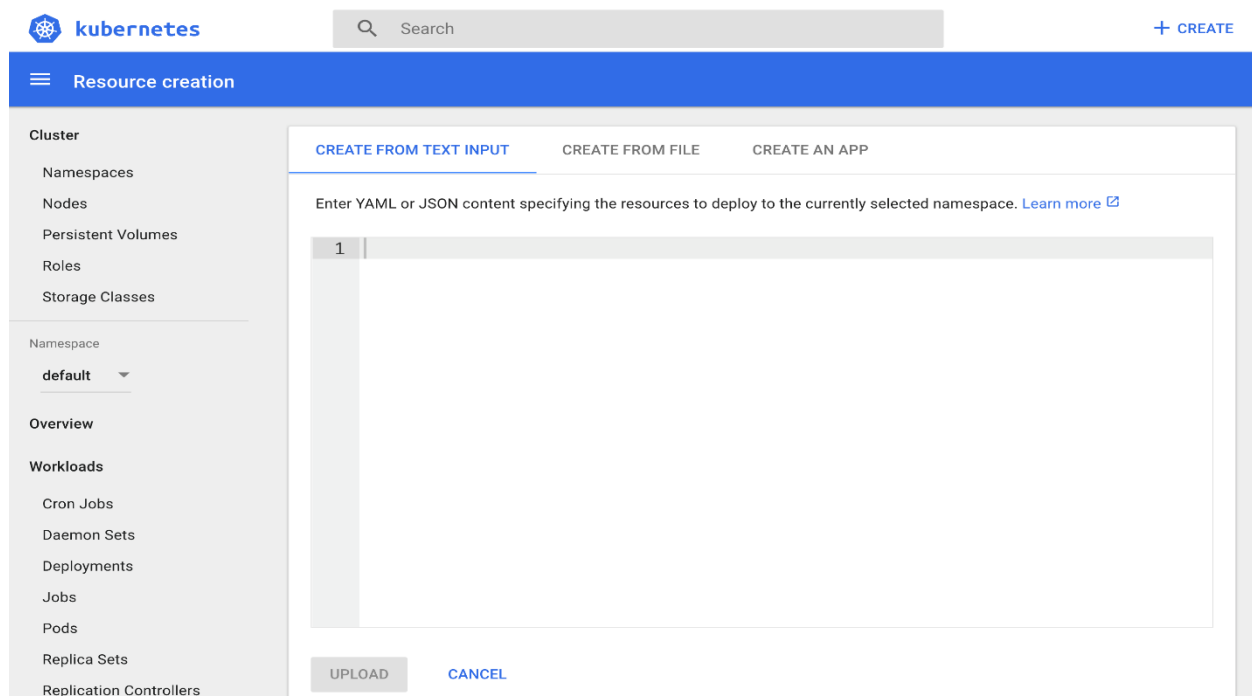 kubernetes
Search
+ CREATE
Resource creation
Cluster
Namespaces
Nodes
Persistent Volumes
Roles
Storage Classes
Namespace
default
Overview
Workloads
Cron Jobs
Daemon Sets
Deployments
Jobs
Pods
Replica Sets
Replication Controllers
CREATE FROM TEXT INPUT
CREATE FROM FILE
CREATE AN APP
Enter YAML or JSON content specifying the resources to deploy to the currently selected namespace. Learn more
1
UPLOAD
CANCEL